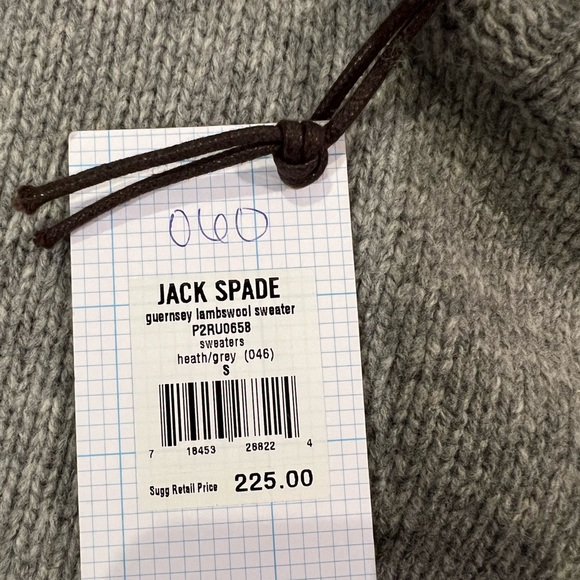 060
JACK SPADE
guernsey lambswool sweater
P2RU0658
sweaters
heath/grey (046)
S
7 18453 28822 4
Sugg Retail Price 225.00